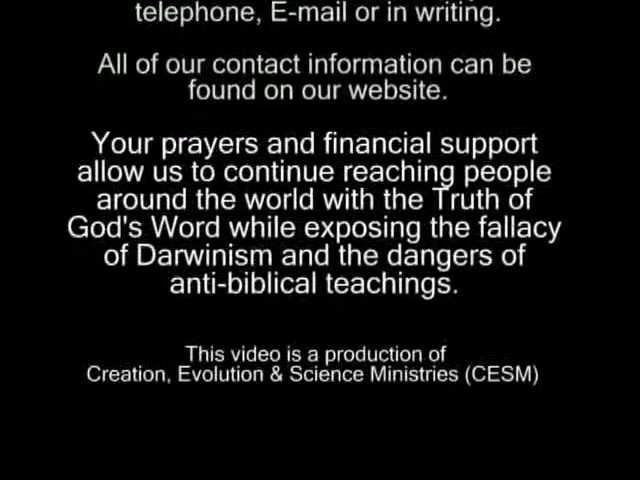 telephone, E-mail or in writing.
All of our contact information can be
found on our website.
Your prayers and financial support
allow us to continue reaching people
around the world with the Truth of
God's Word while exposing the fallacy
of Darwinism and the dangers of
anti-biblical teachings.
This video is a production of
Creation, Evolution & Science Ministries (CESM)